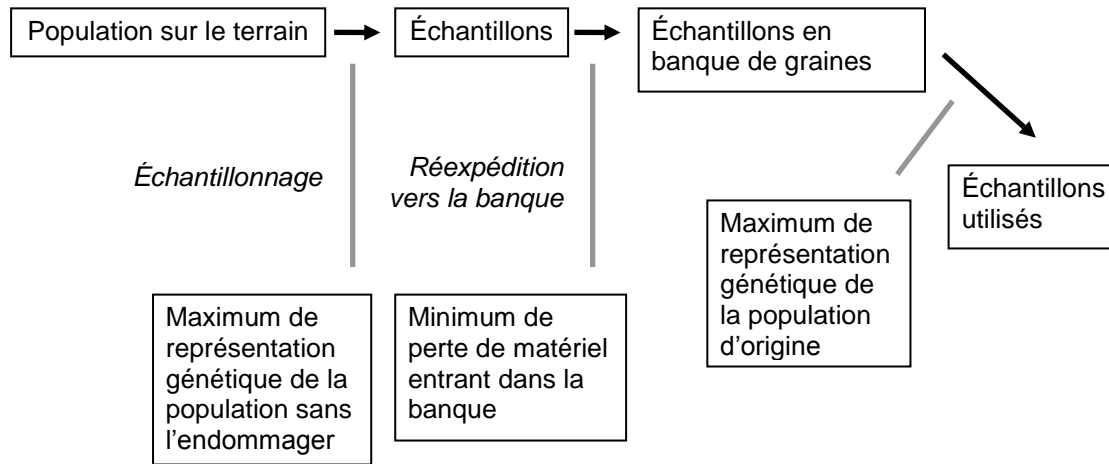 Population sur le terrain
Échantillons
Échantillons en
banque de graines
Échantillonnage
Réexpédition
vers la banque
Échantillons
utilisés
Maximum de
représentation
génétique de la
population sans
l'endommager
Minimum de
perte de matériel
entrant dans la
banque
Maximum de
représentation
génétique de
la population
d'origine